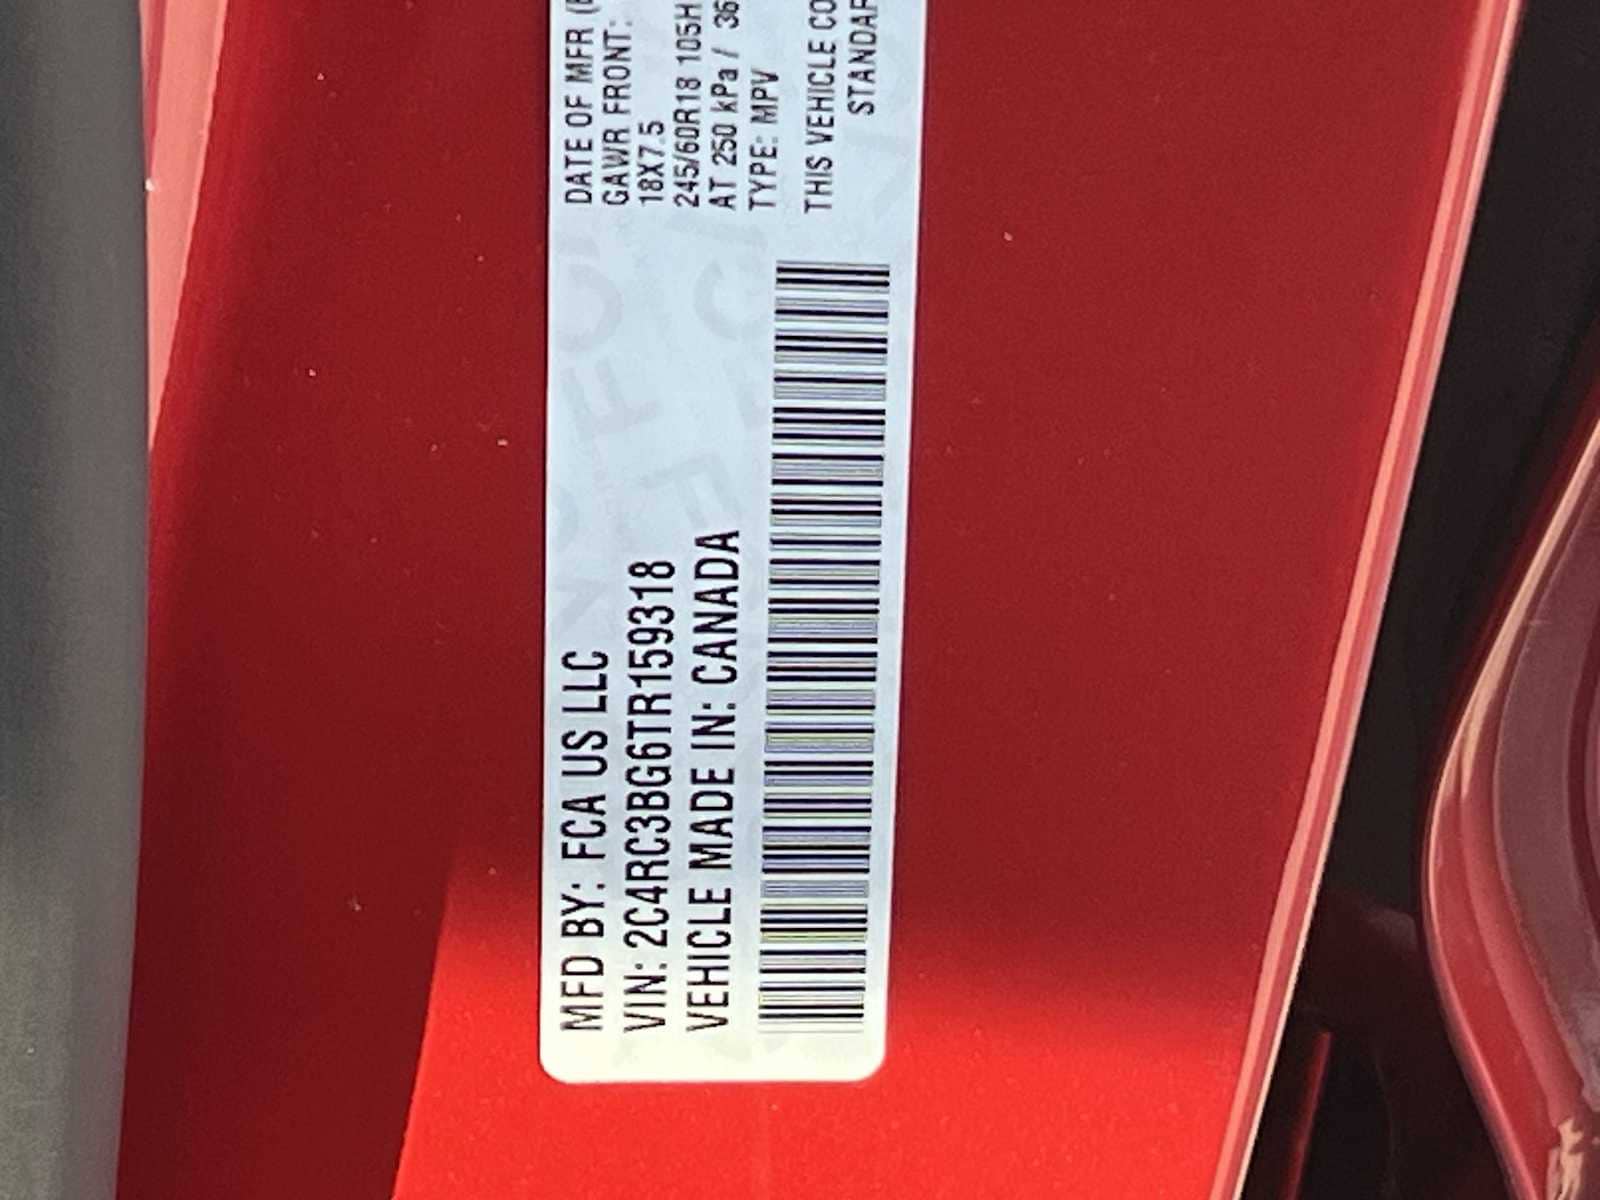 MFD BY: FCA US LLC
VIN: 2C4RC3BG6TR159318
VEHICLE MADE IN: CANADA
DATE OF MFR
GAWR FRONT:
18X7.5
245/60R18 105H
AT 250 kPa / 36
TYPE: MPV
THIS VEHICLE